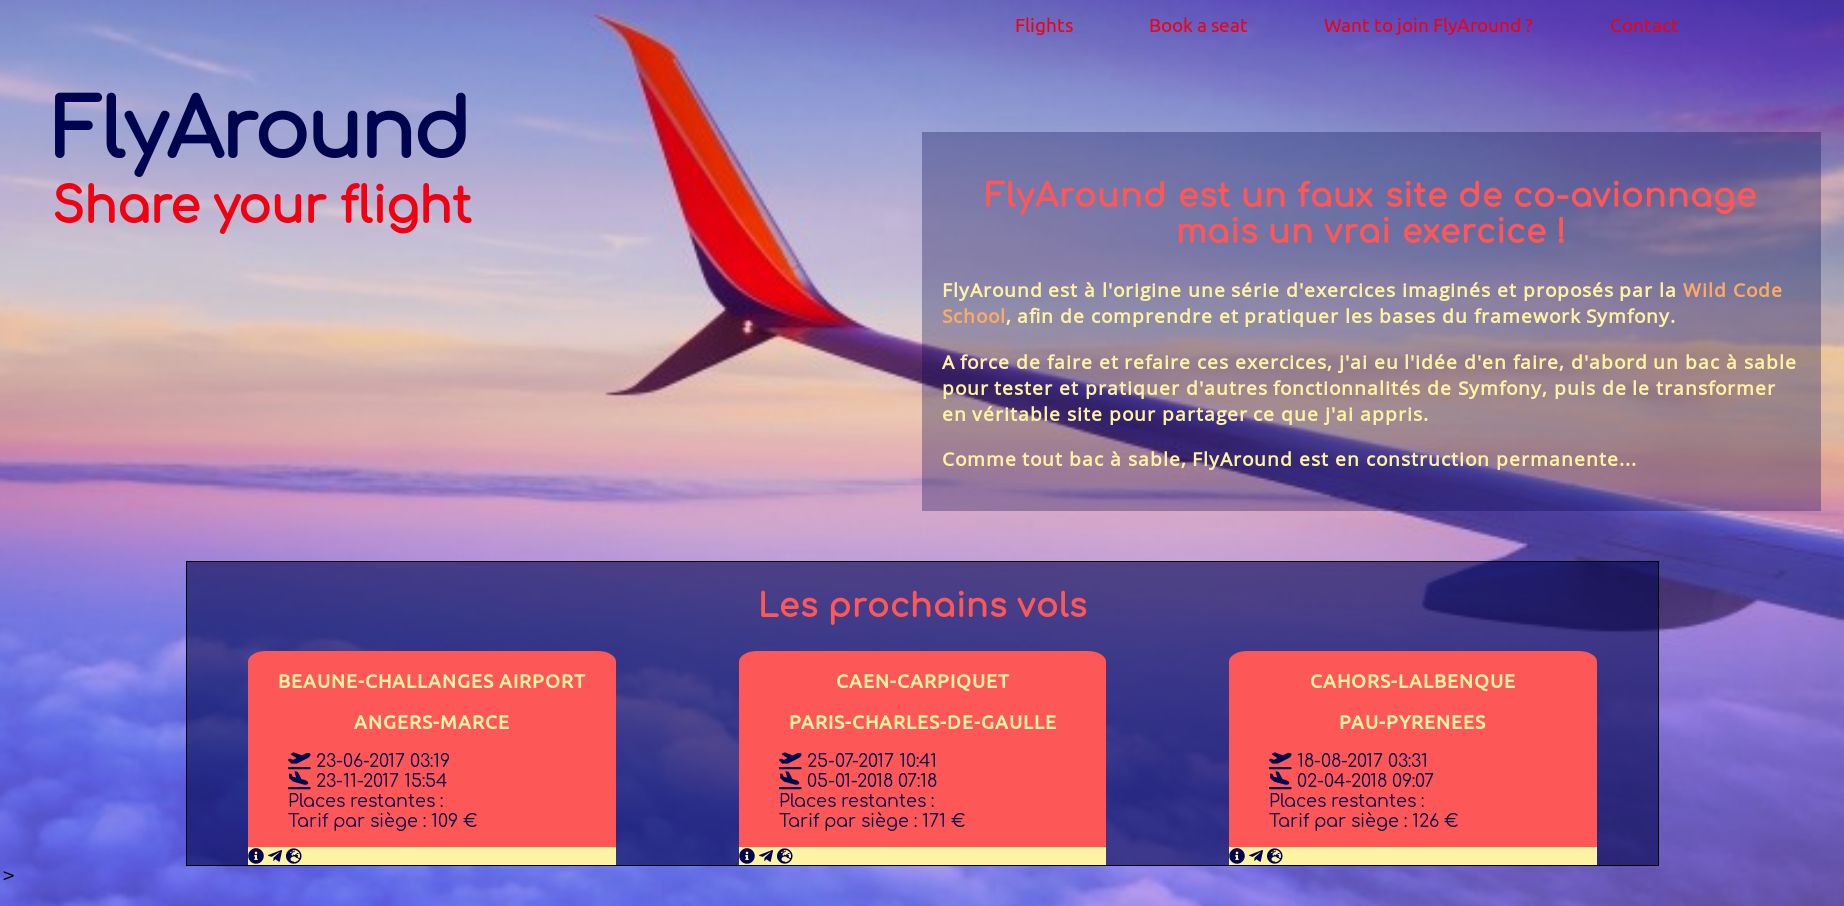 Flights
Book a seat
Want to join FlyAround ?
Contact
FlyAround
Share your flight
FlyAround est un faux site de co-avionnage
mais un vrai exercice !
FlyAround est à l'origine une série d'exercices imaginés et proposés par la Wild Code
School, afin de comprendre et pratiquer les bases du framework Symfony.
A force de faire et refaire ces exercices, j'ai eu l'idée d'en faire, d'abord un bac à sable
pour tester et pratiquer d'autres fonctionnalités de Symfony, puis de le transformer
en véritable site pour partager ce que j'ai appris.
Comme tout bac à sable, FlyAround est en construction permanente...
Les prochains vols
BEAUNE-CHALLANGES AIRPORT
ANGERS-MARCE
23-06-2017 03:19
23-11-2017 15:54
Places restantes :
Tarif par siège : 109 €
CAEN-CARPIQUET
PARIS-CHARLES-DE-GAULLE
25-07-2017 10:41
05-01-2018 07:18
Places restantes :
Tarif par siège : 171 €
CAHORS-LALBENQUE
PAU-PYRENEES
18-08-2017 03:31
02-04-2018 09:07
Places restantes :
Tarif par siège : 126 €
>